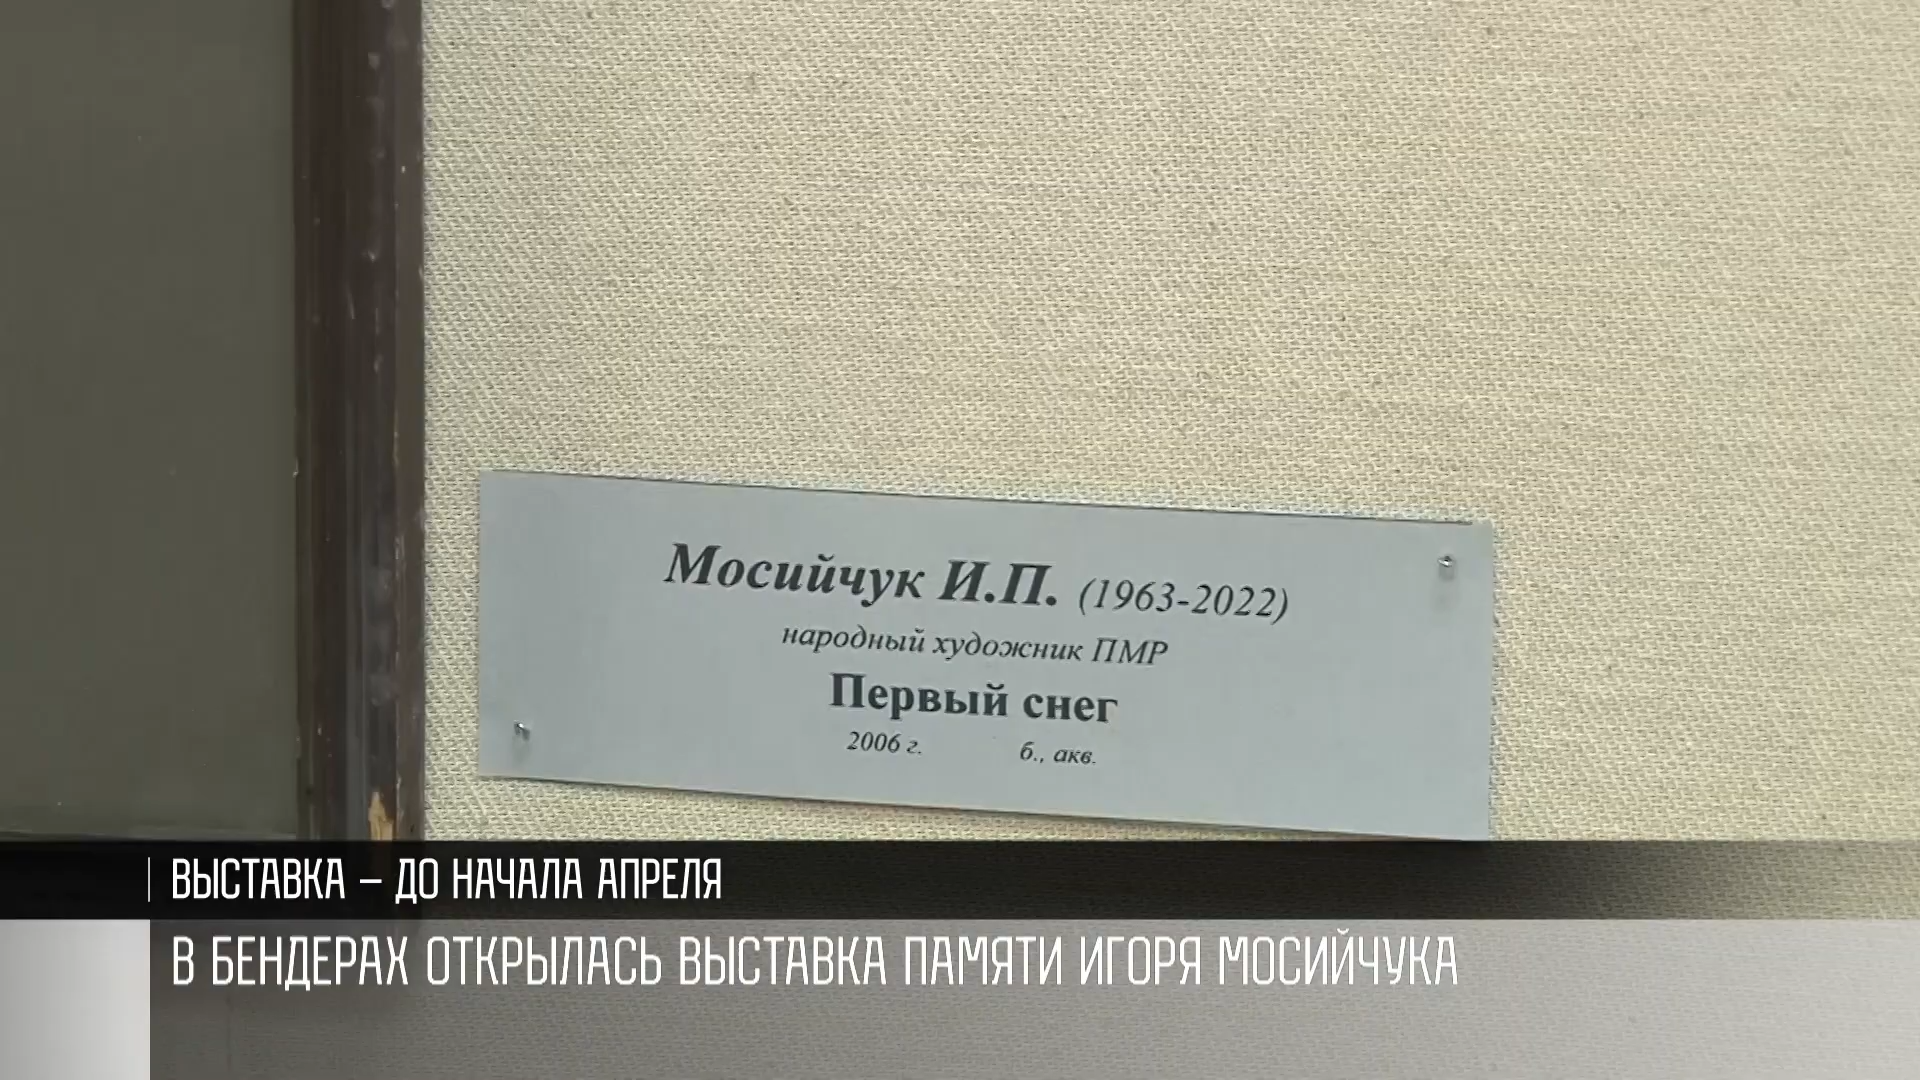 Мосийчук И.П. (1963-2022)
народный художник ПМР
Первый снег
2006 г. б., акв.
ВЫСТАВКА – ДО НАЧАЛА АПРЕЛЯ
В БЕНДЕРАХ ОТКРЫЛАСЬ ВЫСТАВКА ПАМЯТИ ИГОРЯ МОСИЙЧУКА